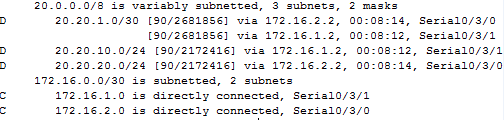 20.0.0.0/8 is variably subnetted, 3 subnets, 2 masks
D 20.20.1.0/30 [90/2681856] via 172.16.2.2, 00:08:14, Serial0/3/0
[90/2681856] via 172.16.1.2, 00:08:12, Serial0/3/1
D 20.20.10.0/24 [90/2172416] via 172.16.1.2, 00:08:12, Serial0/3/1
D 20.20.20.0/24 [90/2172416] via 172.16.2.2, 00:08:14, Serial0/3/0
172.16.0.0/30 is subnetted, 2 subnets
C 172.16.1.0 is directly connected, Serial0/3/1
C 172.16.2.0 is directly connected, Serial0/3/0